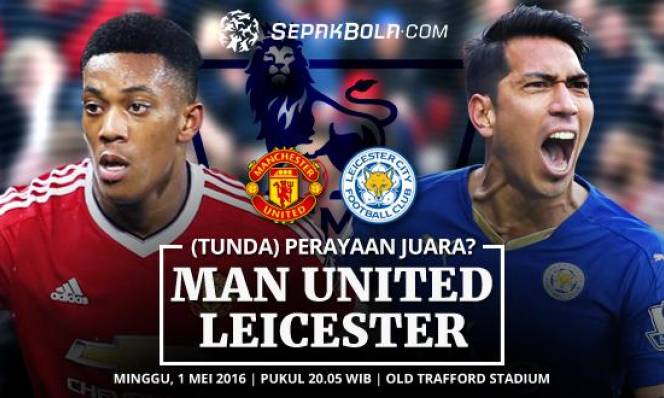 SEPAKBOLA.COM
MANCHESTER
UNITED
LEICESTER CITY
FOOTBALL CLUB
adidas
(TUNDA) PERAYAAN JUARA?
MAN UNITED
LEICESTER
MINGGU, 1 MEI 2016 | PUKUL 20.05 WIB | OLD TRAFFORD STADIUM